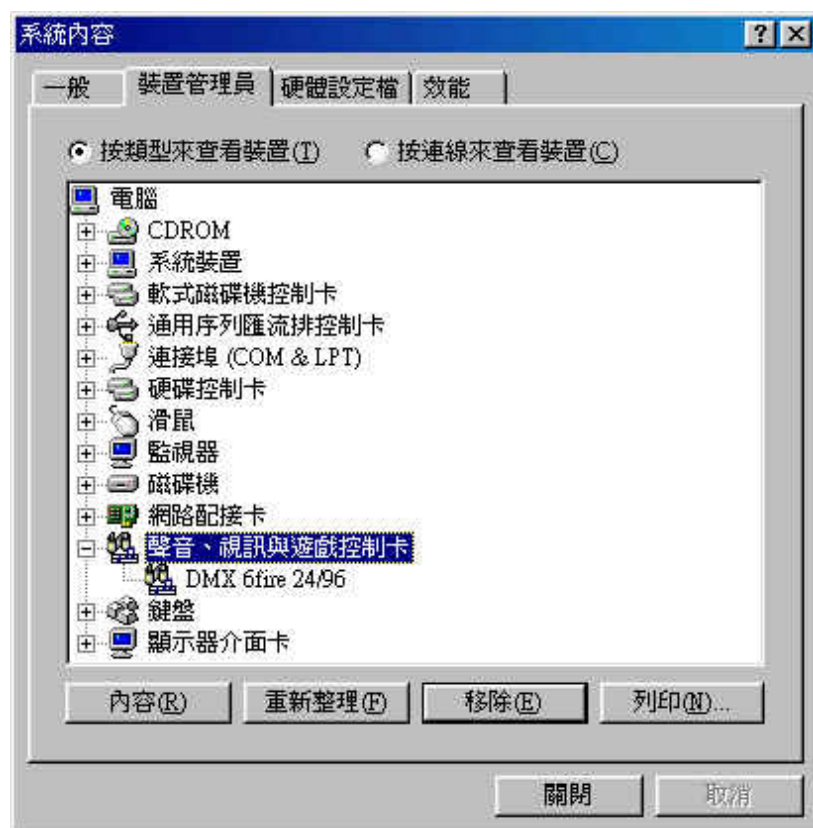 系統內容
一般 裝置管理員 硬體設定檔 效能
按類型來查看裝置(T) 按連線來查看裝置(C)
電腦
CDROM
系統裝置
軟式磁碟機控制卡
通用序列匯流排控制卡
連接埠 (COM & LPT)
硬碟控制卡
滑鼠
監視器
磁碟機
網路配接卡
聲音、視訊與遊戲控制卡
DMX 6fire 24/96
鍵盤
顯示器介面卡
內容(R) 重新整理(F) 移除(E) 列印(N)...
關閉 取消